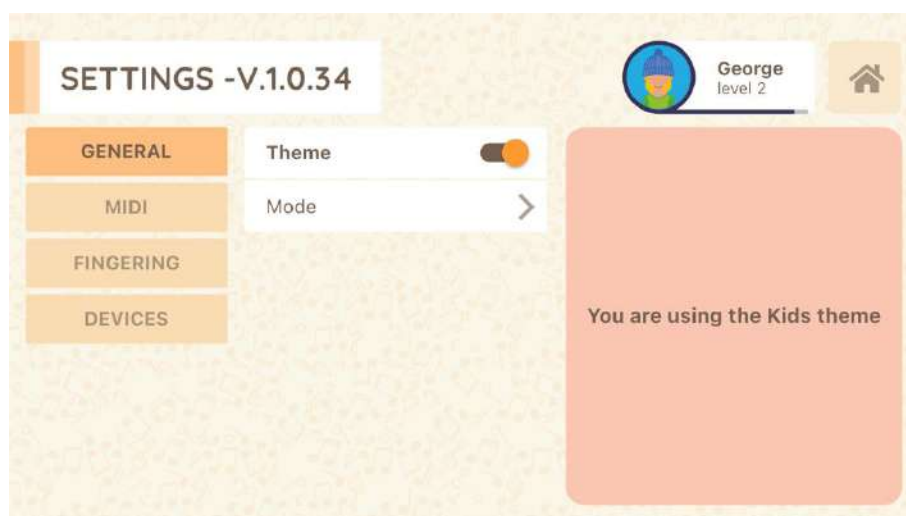 SETTINGS -V.1.0.34
George
level 2
GENERAL
MIDI
FINGERING
DEVICES
Theme
Mode
You are using the Kids theme